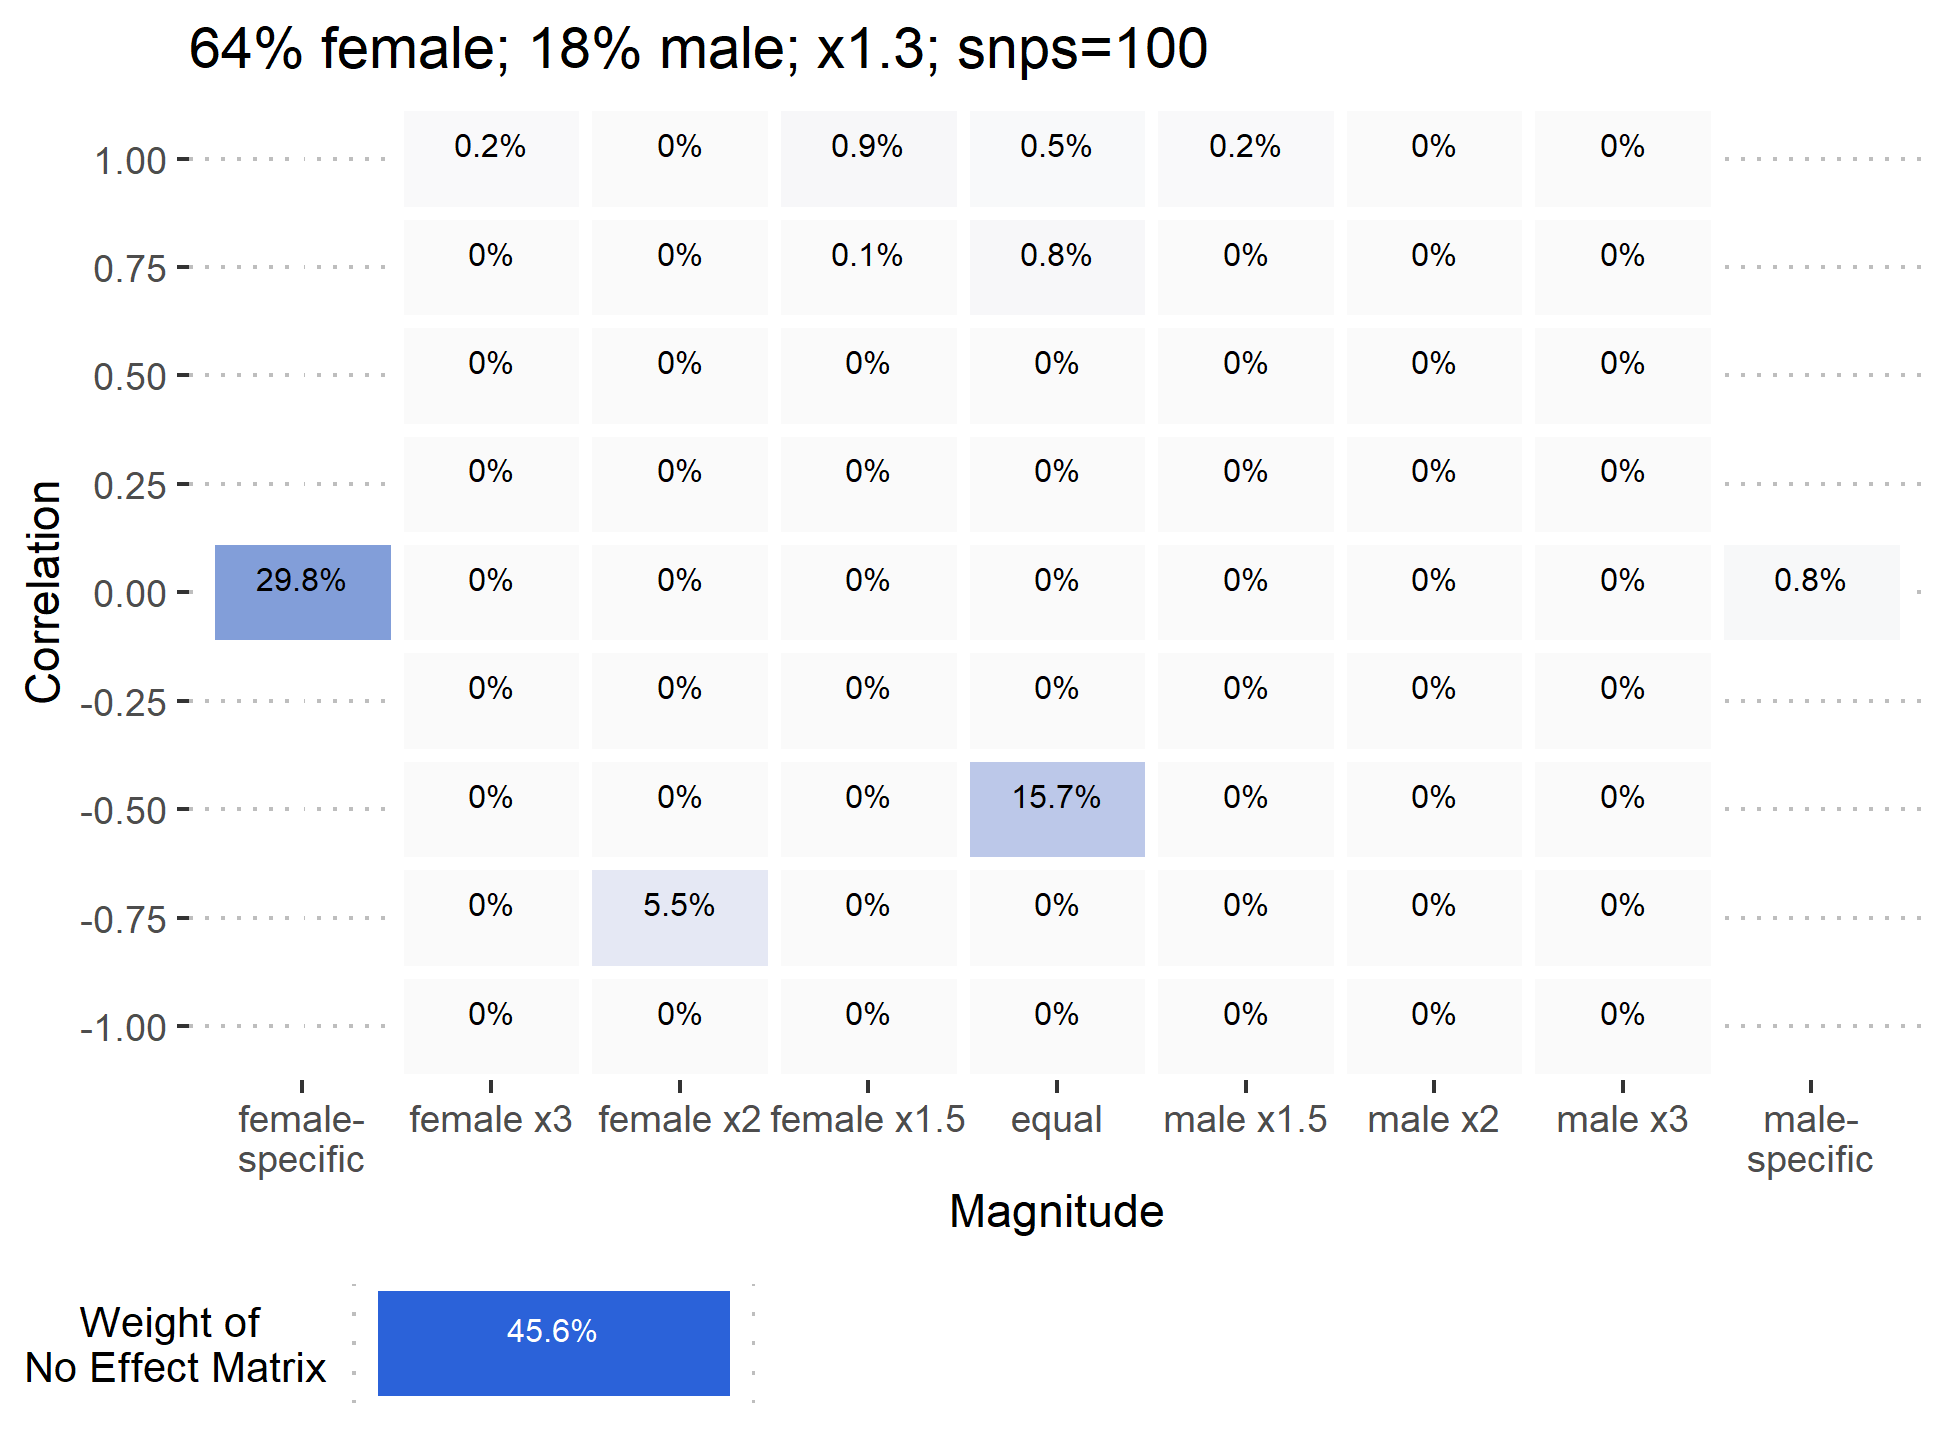 64% female; 18% male; x1.3; snps=100
1.00 0.2% 0% 0.9% 0.5% 0.2% 0% 0%
0.75 0% 0% 0.1% 0.8% 0% 0% 0%
0.50 0% 0% 0% 0% 0% 0% 0%
0.25 0% 0% 0% 0% 0% 0% 0%
0.00 29.8% 0% 0% 0% 0% 0% 0% 0% 0.8%
-0.25 0% 0% 0% 0% 0% 0% 0%
-0.50 0% 0% 0% 15.7% 0% 0% 0%
-0.75 0% 5.5% 0% 0% 0% 0% 0%
-1.00 0% 0% 0% 0% 0% 0% 0%
Correlation
female- female x3 female x2 female x1.5 equal male x1.5 male x2 male x3 male-
specific specific
Magnitude
Weight of
No Effect Matrix
45.6%